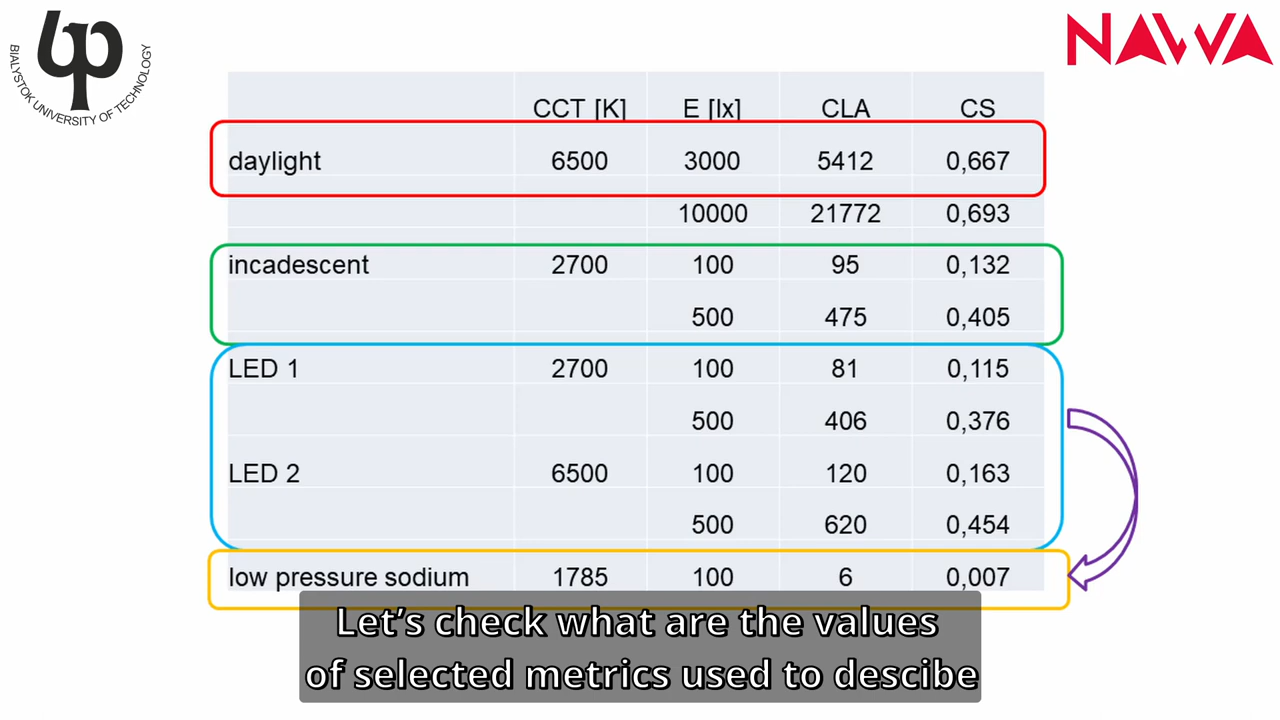 BIALYSTOK UNIVERSITY OF TECHNOLOGY
NAWA
CCT [K] E [lx] CLA CS
daylight 6500 3000 5412 0,667
10000 21772 0,693
incadescent 2700 100 95 0,132
500 475 0,405
LED 1 2700 100 81 0,115
500 406 0,376
LED 2 6500 100 120 0,163
500 620 0,454
low pressure sodium 1785 100 6 0,007
Let’s check what are the values
of selected metrics used to descibe